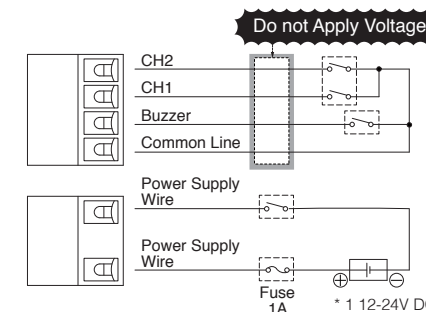 Do not Apply Voltage
CH2
CH1
Buzzer
Common Line
Power Supply
Wire
Power Supply
Wire
Fuse
1A
* 1 12-24V DC